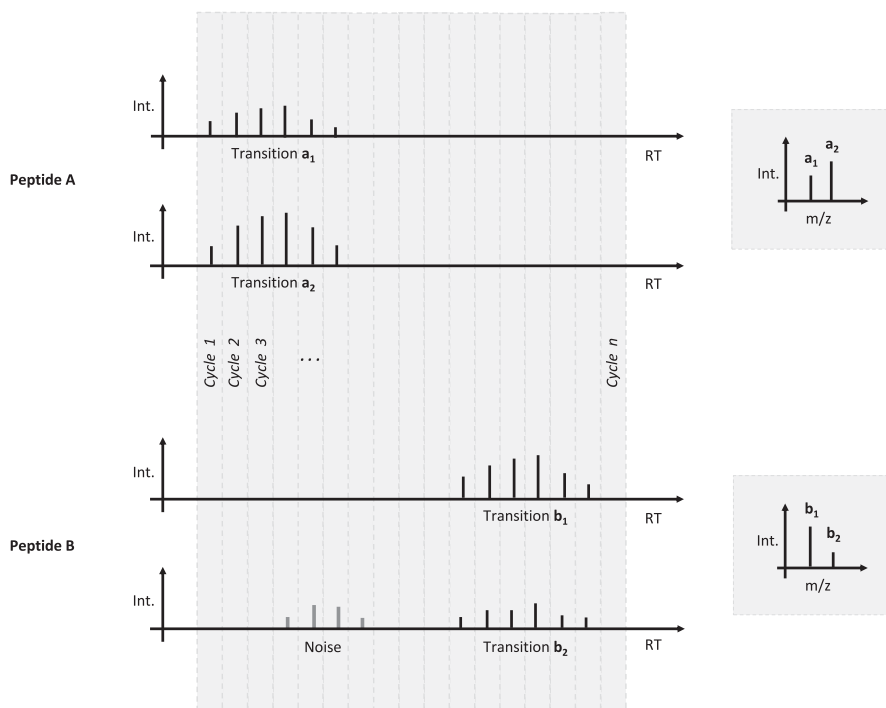 Int.
Transition a1
RT
Peptide A
Int.
Transition a2
RT
a1
a2
Int.
m/z
Cycle 1
Cycle 2
Cycle 3
...
Cycle n
Int.
Transition b1
RT
Peptide B
Int.
Noise
Transition b2
RT
b1
b2
Int.
m/z